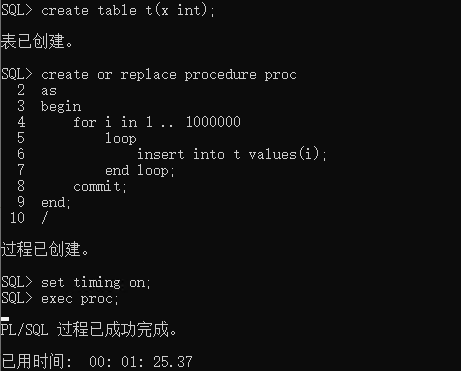 SQL> create table t(x int);
表已创建。
SQL> create or replace procedure proc
2 as
3 begin
4 for i in 1 .. 1000000
5 loop
6 insert into t values(i);
7 end loop;
8 commit;
9 end;
10 /
过程已创建。
SQL> set timing on;
SQL> exec proc;
PL/SQL 过程已成功完成。
已用时间:  00: 01: 25.37